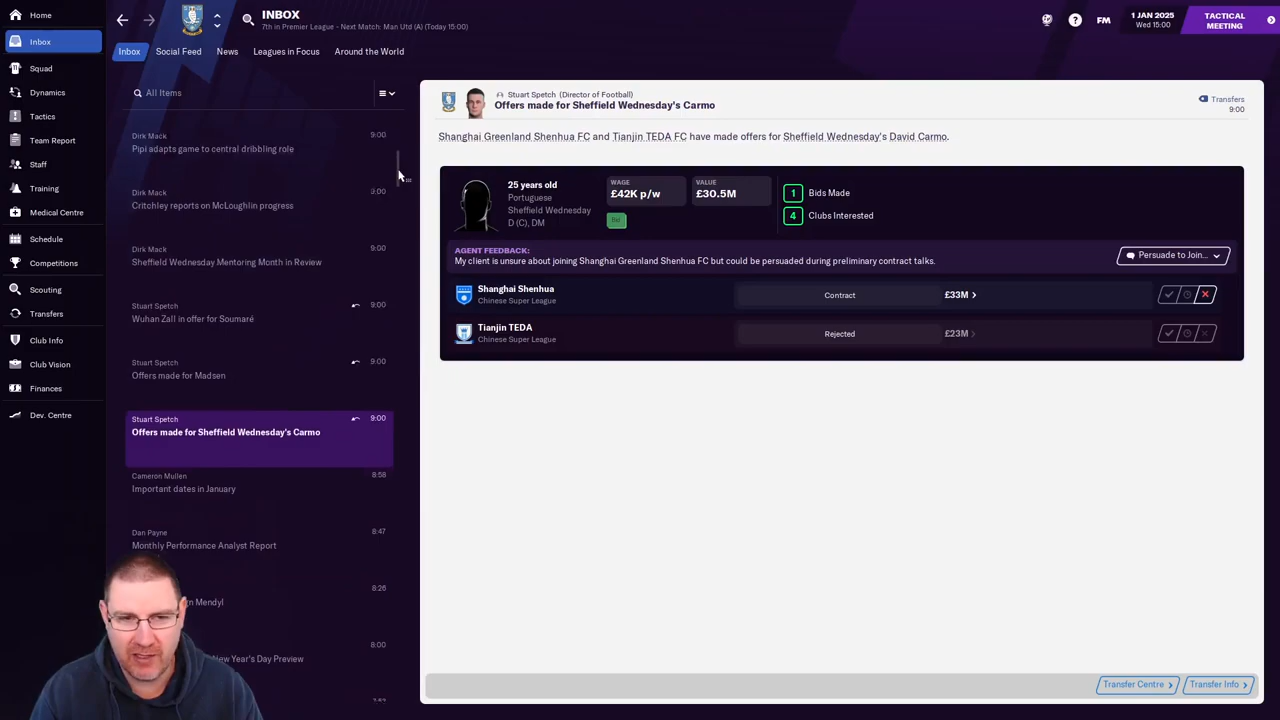 Home
Inbox
Squad
Dynamics
Tactics
Team Report
Staff
Training
Medical Centre
Schedule
Competitions
Scouting
Transfers
Club Info
Club Vision
Finances
Dev. Centre
INBOX
7th in Premier League - Next Match: Man Utd (A) (Today 15:00)
?
FM
1 JAN 2025
Wed 15:00
TACTICAL
MEETING
Inbox
Social Feed
News
Leagues in Focus
Around the World
All Items
Dirk Mack
9:00
Pipi adapts game to central dribbling role
Dirk Mack
9:00
Critchley reports on McLoughlin progress
Dirk Mack
9:00
Sheffield Wednesday Mentoring Month in Review
Stuart Spetch
9:00
Wuhan Zall in offer for Soumaré
Stuart Spetch
9:00
Offers made for Madsen
Stuart Spetch
9:00
Offers made for Sheffield Wednesday's Carmo
Cameron Mullen
8:58
Important dates in January
Dan Payne
8:47
Monthly Performance Analyst Report
8:26
Mendyl
8:00
New Year's Day Preview
Stuart Spetch (Director of Football)
Offers made for Sheffield Wednesday's Carmo
Transfers
9:00
Shanghai Greenland Shenhua FC and Tianjin TEDA FC have made offers for Sheffield Wednesday's David Carmo.
25 years old
Portuguese
Sheffield Wednesday
D (C), DM
WAGE
£42K p/w
VALUE
£30.5M
1 Bids Made
4 Clubs Interested
AGENT FEEDBACK:
My client is unsure about joining Shanghai Greenland Shenhua FC but could be persuaded during preliminary contract talks.
Persuade to Join...
Shanghai Shenhua
Chinese Super League
Contract
£33M
Tianjin TEDA
Chinese Super League
Rejected
£23M
Transfer Centre
Transfer Info